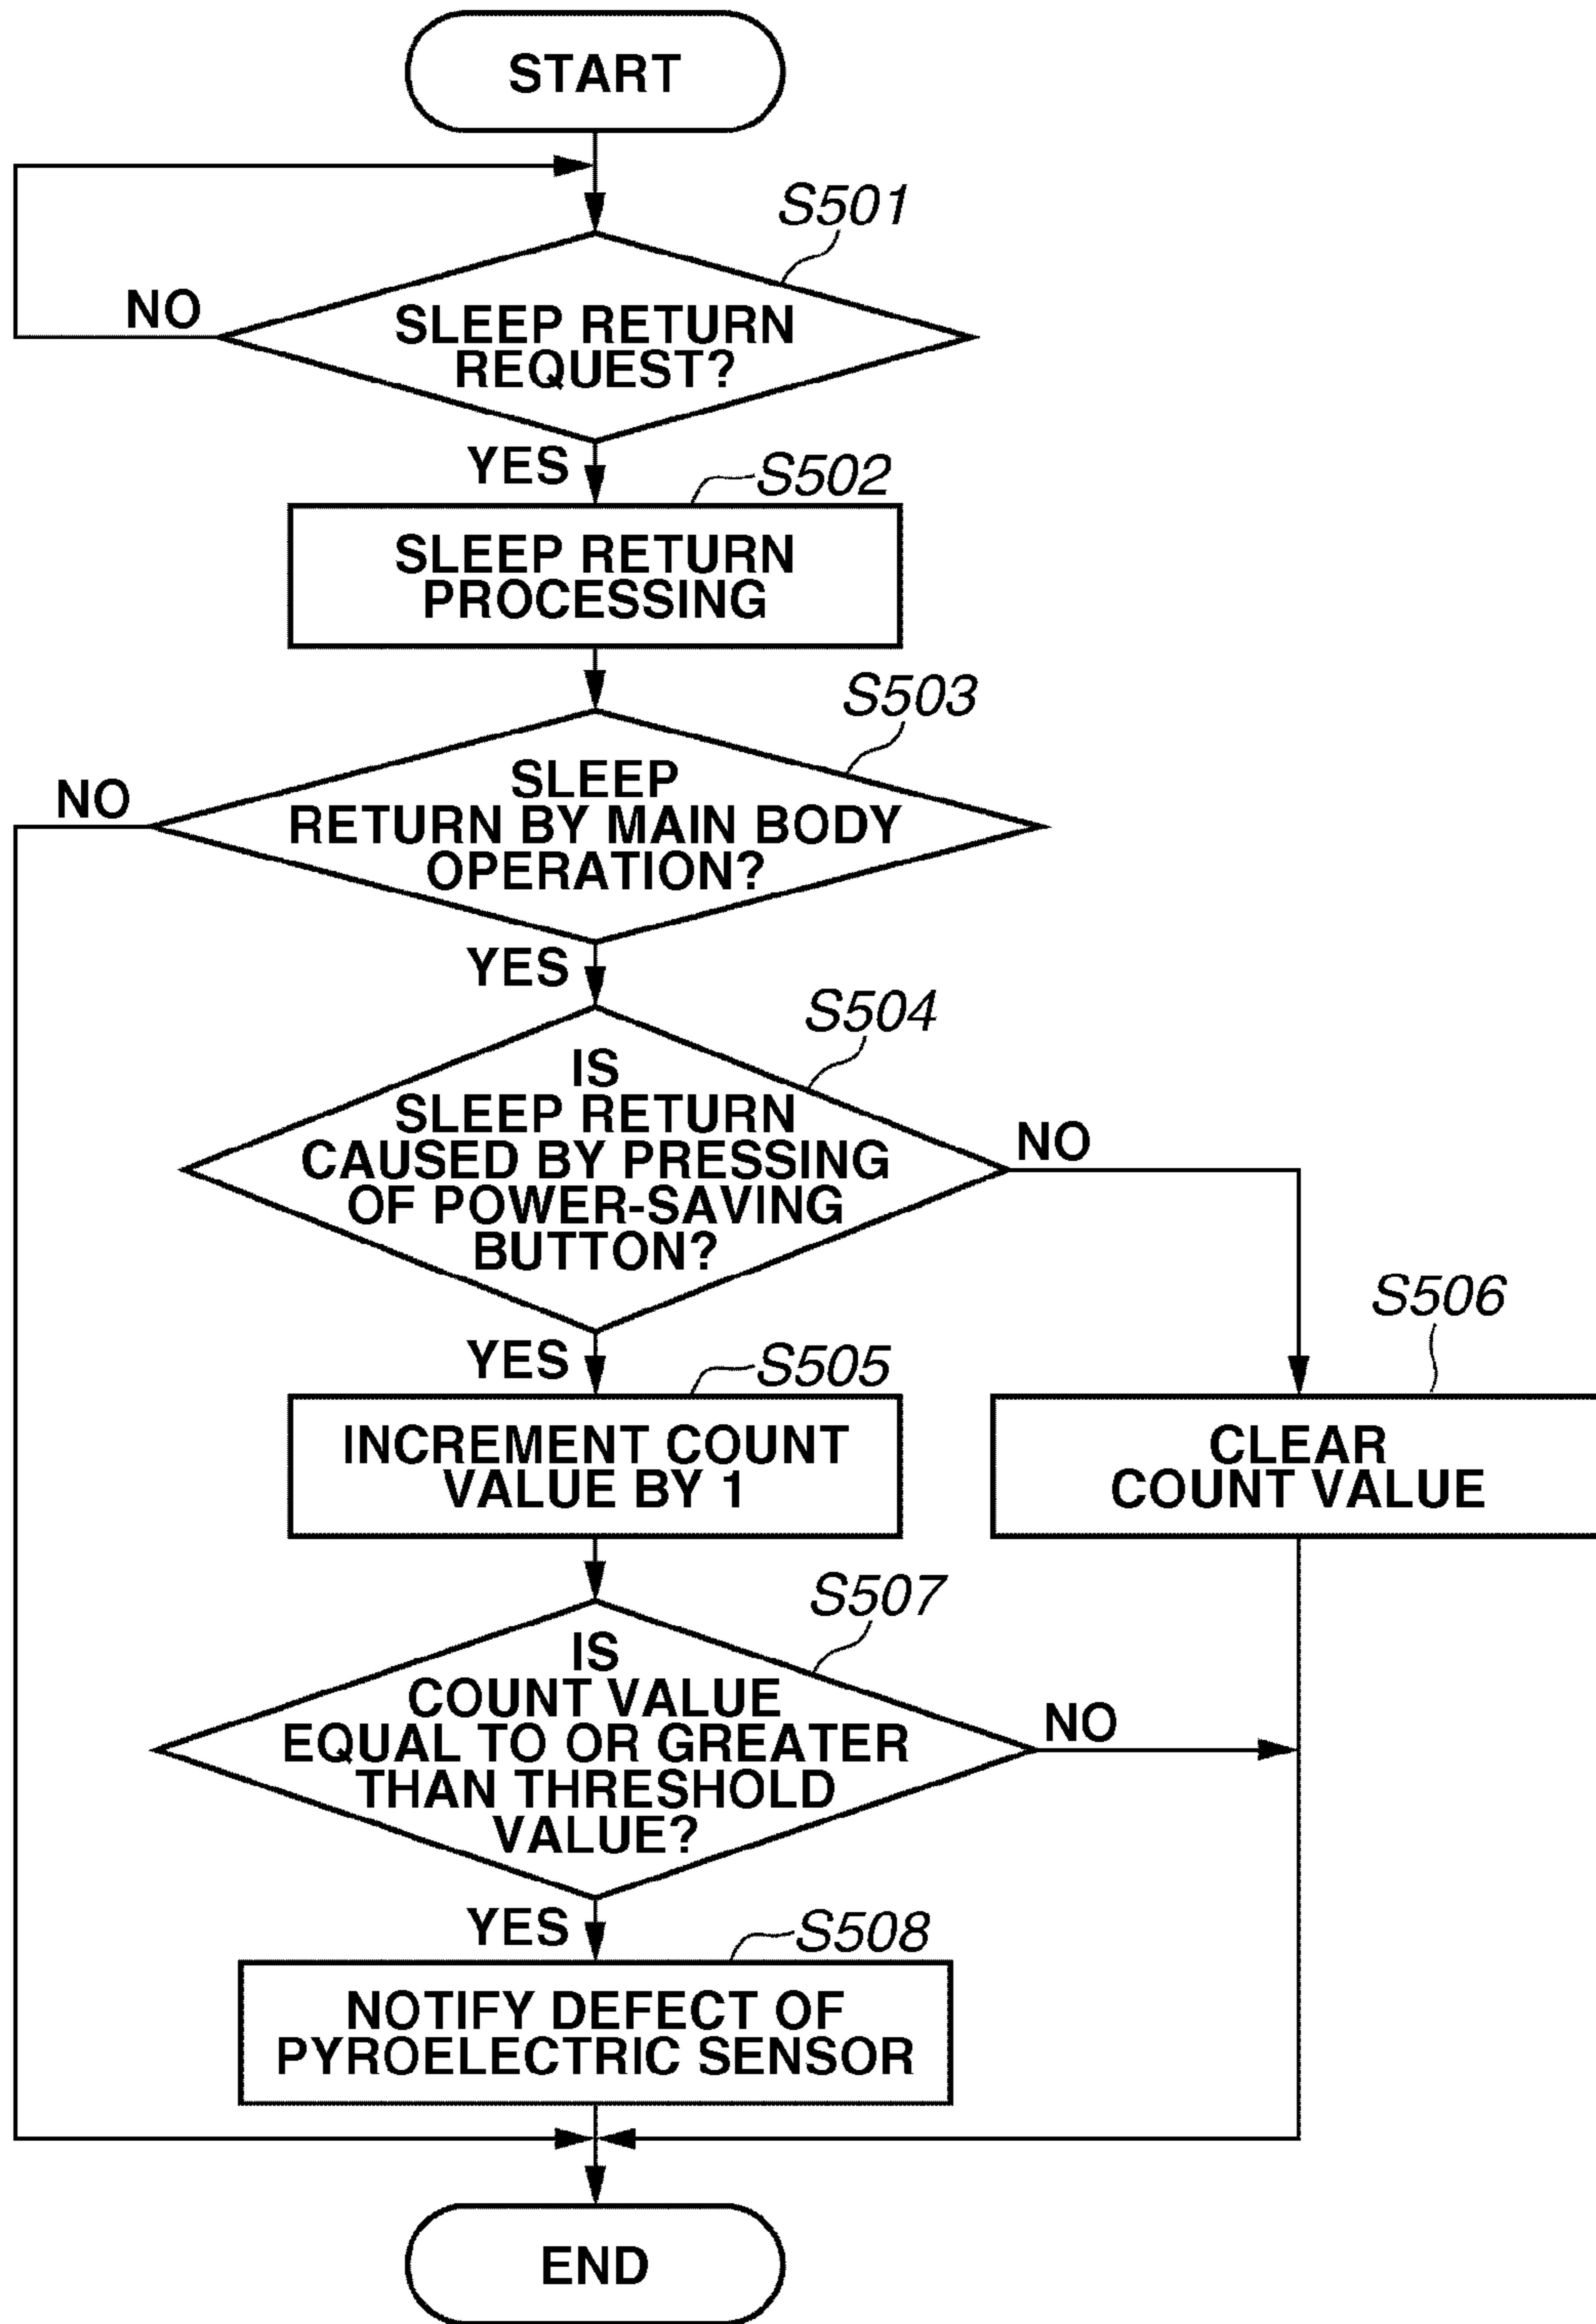 START
S501
NO
SLEEP RETURN
REQUEST?
YES
S502
SLEEP RETURN
PROCESSING
S503
NO
SLEEP
RETURN BY MAIN BODY
OPERATION?
YES
S504
IS
SLEEP RETURN
CAUSED BY PRESSING
OF POWER-SAVING
BUTTON?
NO
S506
YES
S505
INCREMENT COUNT
VALUE BY 1
CLEAR
COUNT VALUE
S507
IS
COUNT VALUE
EQUAL TO OR GREATER
THAN THRESHOLD
VALUE?
NO
YES
S508
NOTIFY DEFECT OF
PYROELECTRIC SENSOR
END